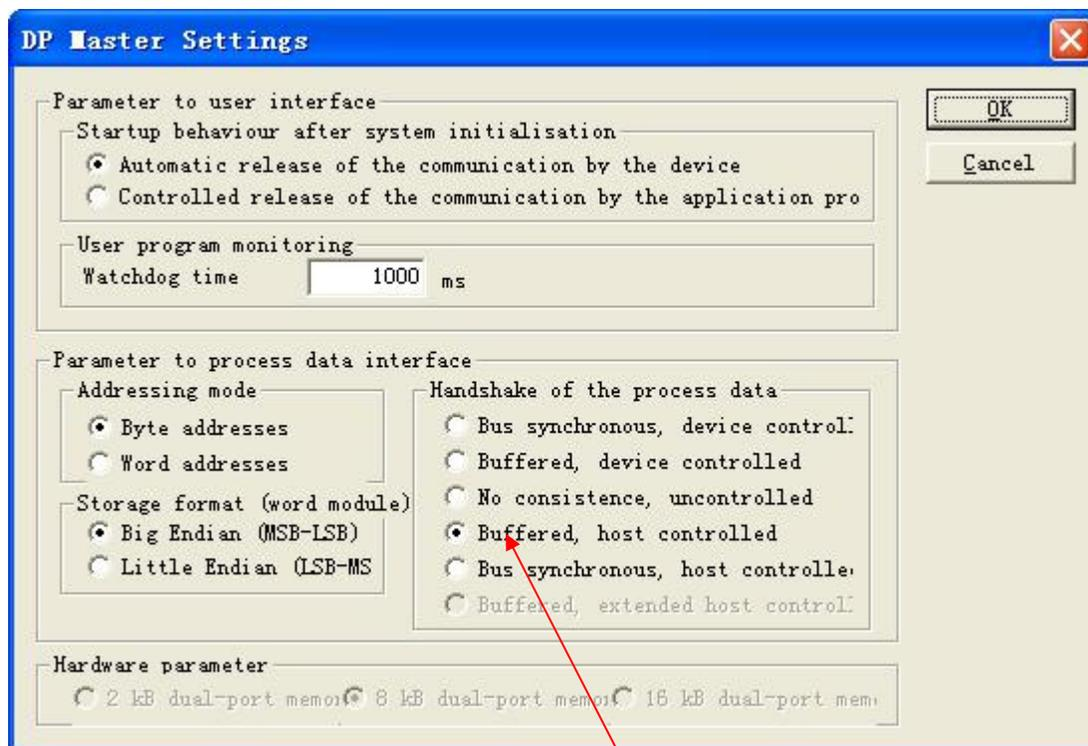 DP Master Settings
Parameter to user interface
OK
Startup behaviour after system initialisation
Automatic release of the communication by the device
Cancel
Controlled release of the communication by the application pro
User program monitoring
Watchdog time 1000 ms
Parameter to process data interface
Addressing mode
Byte addresses
Word addresses
Storage format (word module)
Big Endian (MSB-LSB)
Little Endian (LSB-MS
Handshake of the process data
Bus synchronous, device control
Buffered, device controlled
No consistence, uncontrolled
Buffered, host controlled
Bus synchronous, host controlle
Buffered, extended host control
Hardware parameter
2 kB dual-port memo 8 kB dual-port memo 16 kB dual-port mem